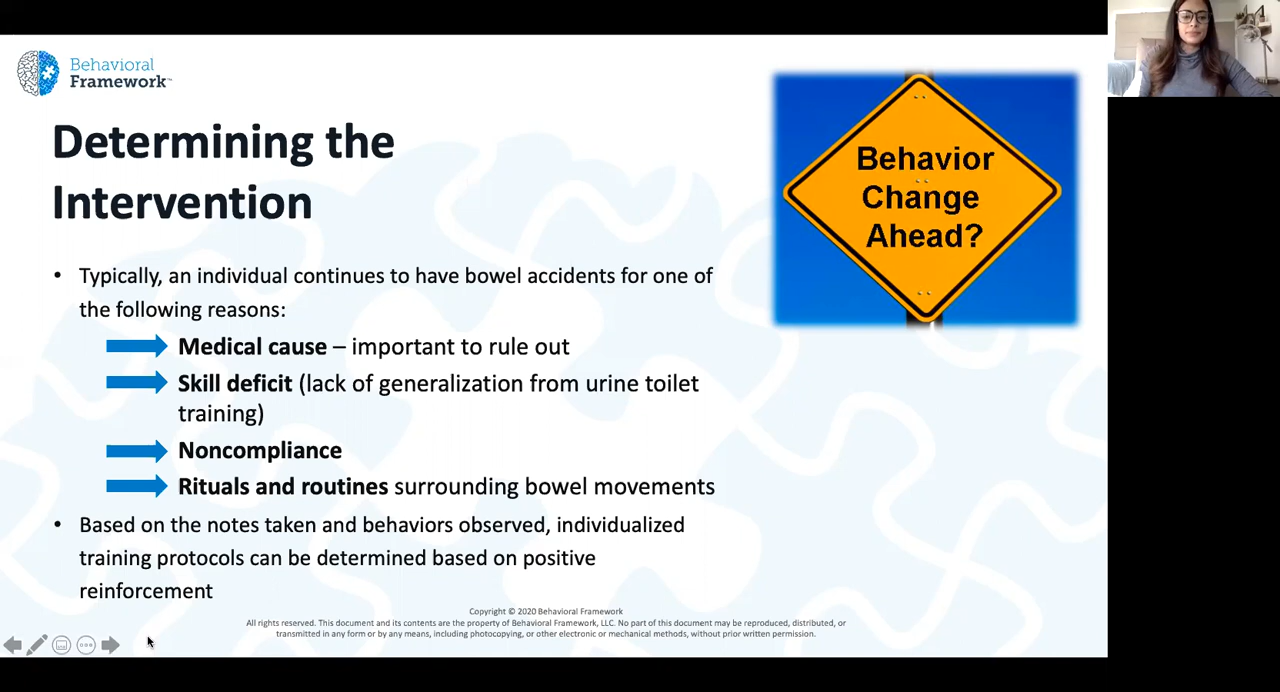 Behavioral
Framework™
Determining the
Intervention
Behavior
Change
Ahead?
• Typically, an individual continues to have bowel accidents for one of
the following reasons:
Medical cause – important to rule out
Skill deficit (lack of generalization from urine toilet
training)
Noncompliance
Rituals and routines surrounding bowel movements
• Based on the notes taken and behaviors observed, individualized
training protocols can be determined based on positive
reinforcement
Copyright © 2020 Behavioral Framework
All rights reserved. This document and its contents are the property of Behavioral Framework, LLC. No part of this document may be reproduced, distributed, or
transmitted in any form or by any means, including photocopying, or other electronic or mechanical methods, without prior written permission.